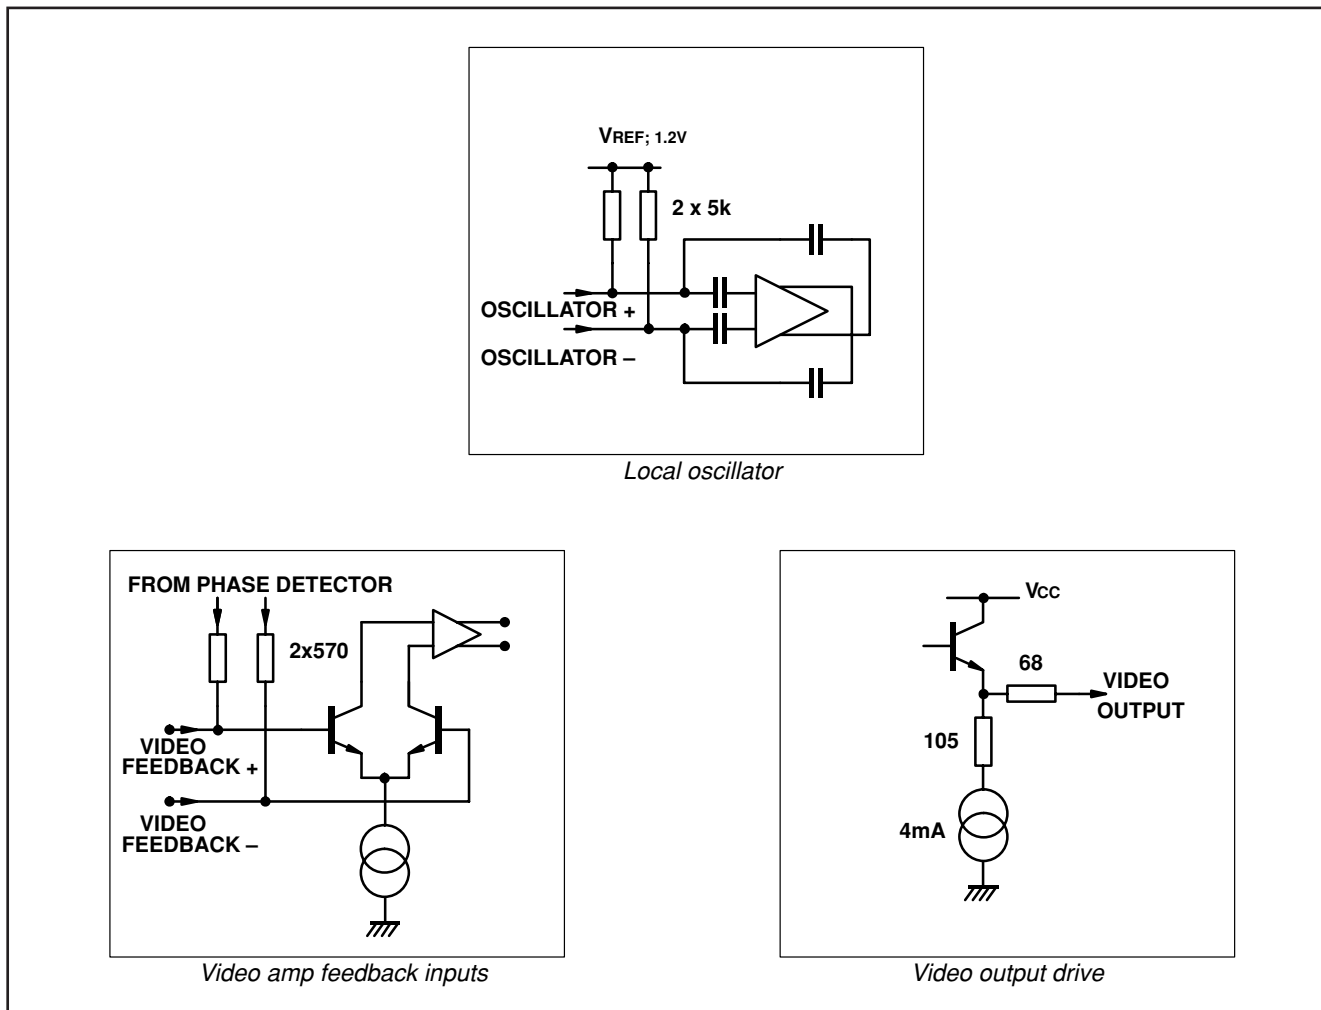 VREF; 1.2V
2 x 5k
OSCILLATOR +
OSCILLATOR –
Local oscillator
FROM PHASE DETECTOR
2x570
VIDEO
FEEDBACK +
VIDEO
FEEDBACK –
Video amp feedback inputs
VCC
68
VIDEO
OUTPUT
105
4mA
Video output drive